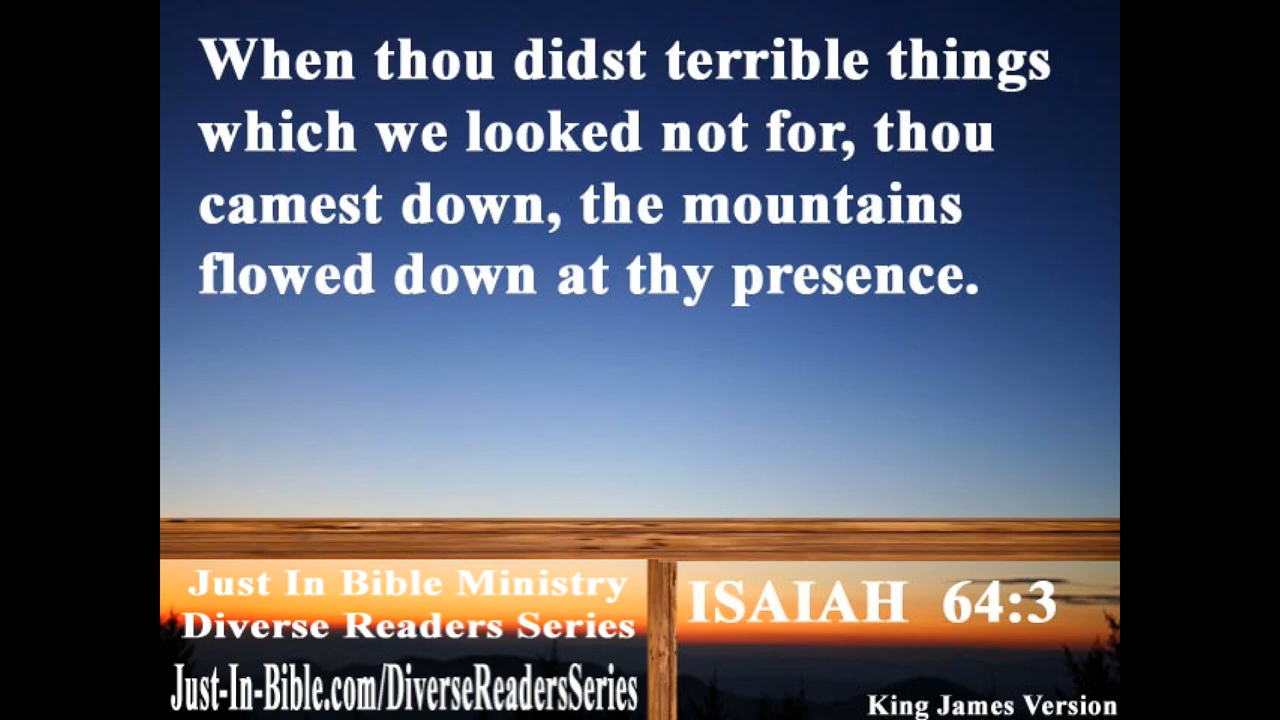 When thou didst terrible things
which we looked not for, thou
camest down, the mountains
flowed down at thy presence.
Just In Bible Ministry
Diverse Readers Series
Just-In-Bible.com/DiverseReadersSeries
ISAIAH 64:3
King James Version